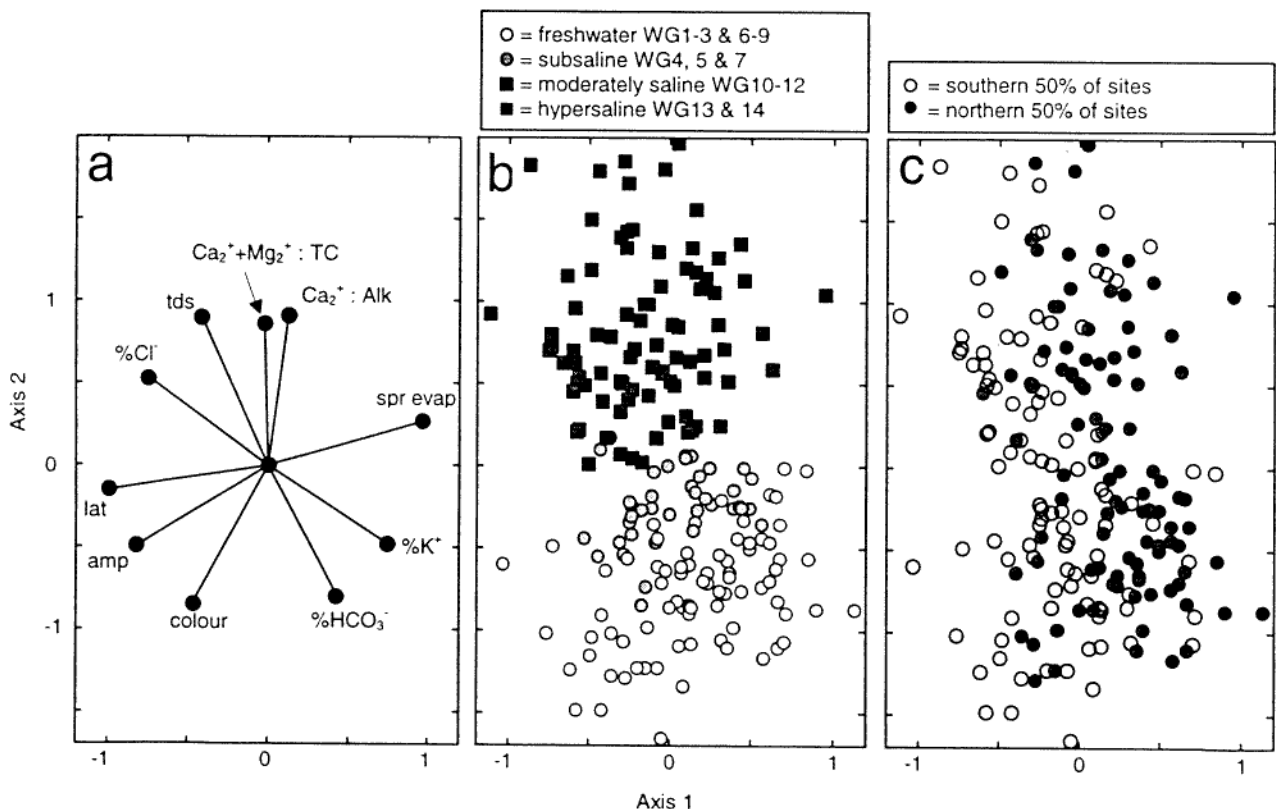 ○ = freshwater WG1-3 & 6-9
● = subsaline WG4, 5 & 7
■ = moderately saline WG10-12
■ = hypersaline WG13 & 14
○ = southern 50% of sites
● = northern 50% of sites
a
b
c
Ca₂⁺+Mg₂⁺ : TC
tds
Ca₂⁺ : Alk
%Cl⁻
spr evap
lat
amp
%K⁺
colour
%HCO₃⁻
Axis 2
1
0
-1
-1 0 1
-1 0 1
-1 0 1
Axis 1